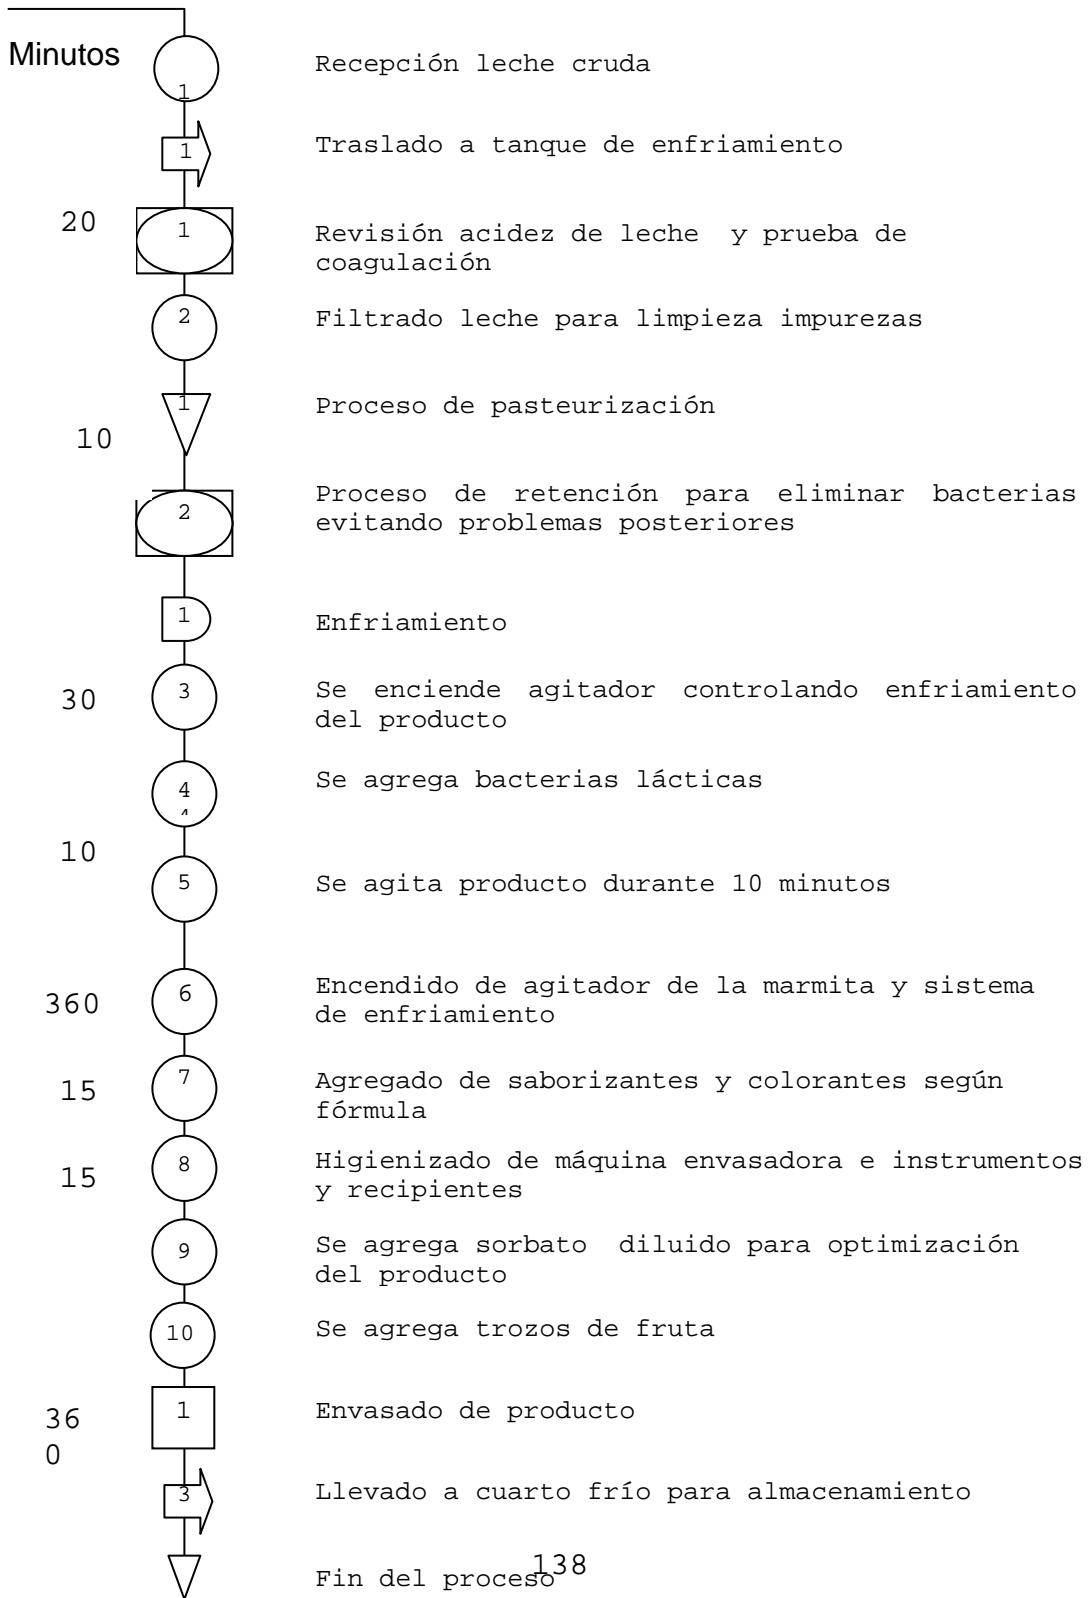 Minutos
1
Recepción leche cruda
1
Traslado a tanque de enfriamiento
20
1
Revisión acidez de leche y prueba de
coagulación
2
Filtrado leche para limpieza impurezas
1
Proceso de pasteurización
10
2
Proceso de retención para eliminar bacterias
evitando problemas posteriores
1
Enfriamiento
30
3
Se enciende agitador controlando enfriamiento
del producto
4
4
Se agrega bacterias lácticas
10
5
Se agita producto durante 10 minutos
360
6
Encendido de agitador de la marmita y sistema
de enfriamiento
15
7
Agregado de saborizantes y colorantes según
fórmula
15
8
Higienizado de máquina envasadora e instrumentos
y recipientes
9
Se agrega sorbato diluido para optimización
del producto
10
Se agrega trozos de fruta
36
0
1
Envasado de producto
3
Llevado a cuarto frío para almacenamiento
Fin del proceso
138